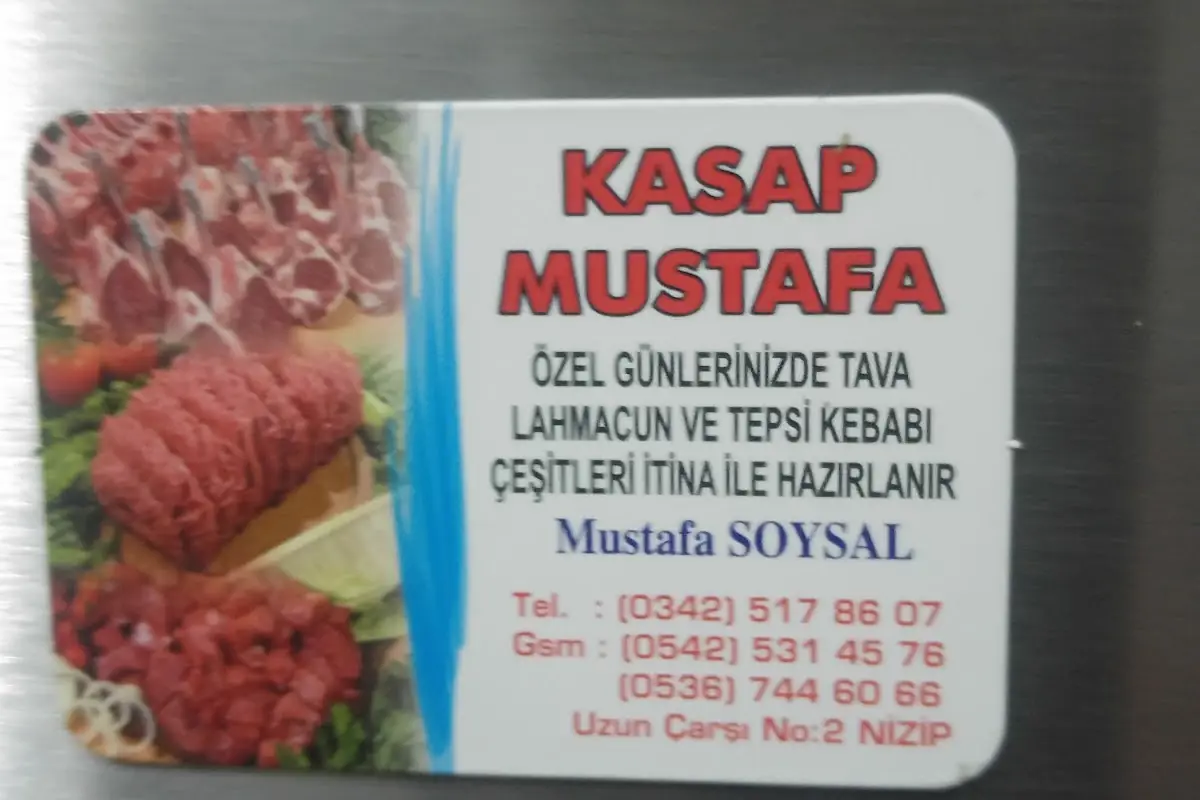 KASAP
MUSTAFA
ÖZEL GÜNLERİNİZDE TAVA
LAHMACUN VE TEPSİ KEBABI
ÇEŞİTLERİ İTİNA İLE HAZIRLANIR
Mustafa SOYSAL
Tel. : (0342) 517 86 07
Gsm : (0542) 531 45 76
(0536) 744 60 66
Uzun Çarşı No:2 NİZİP